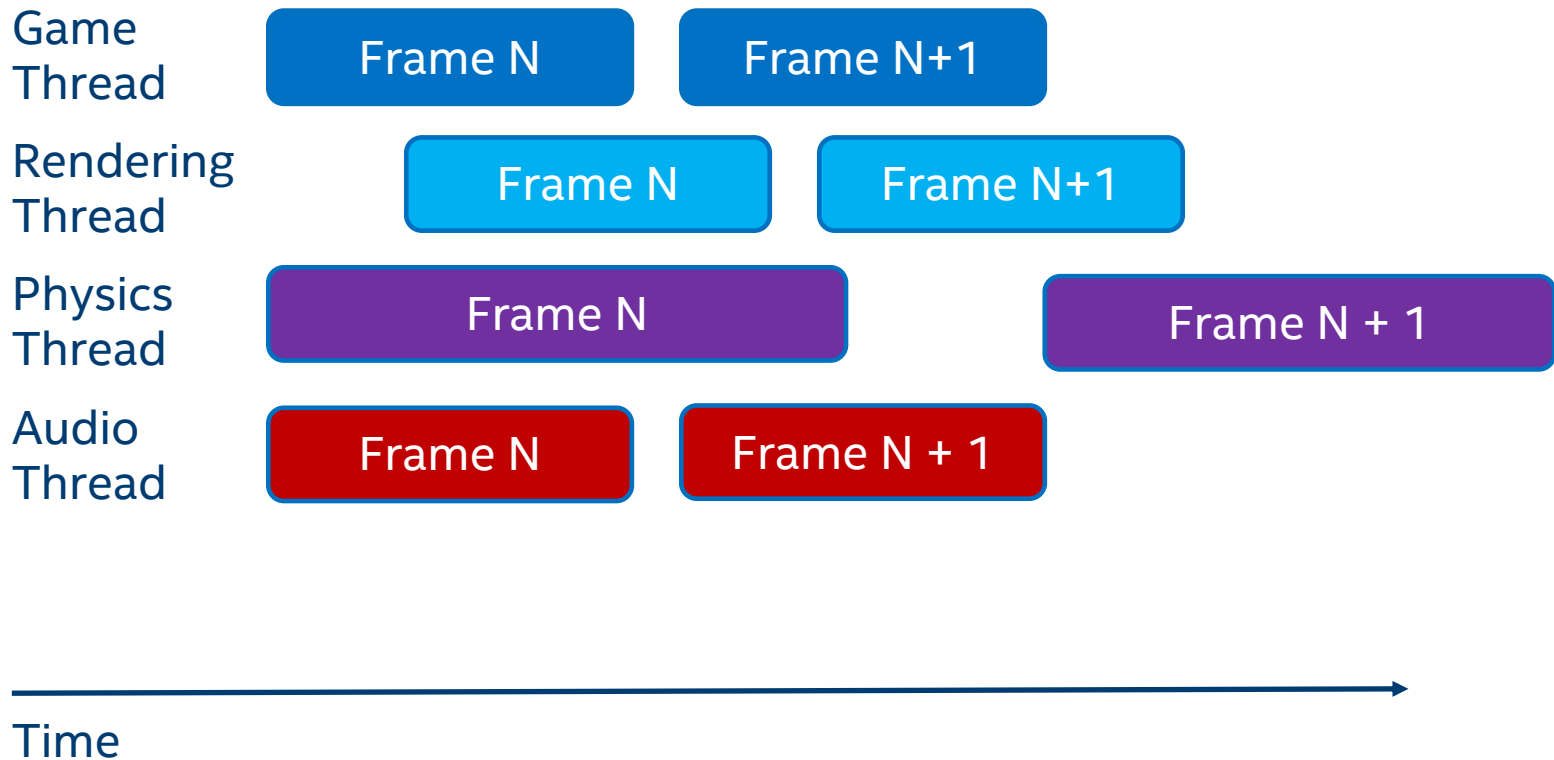 Game
Thread
Frame N
Frame N+1
Rendering
Thread
Frame N
Frame N+1
Physics
Thread
Frame N
Frame N + 1
Audio
Thread
Frame N
Frame N + 1
Time